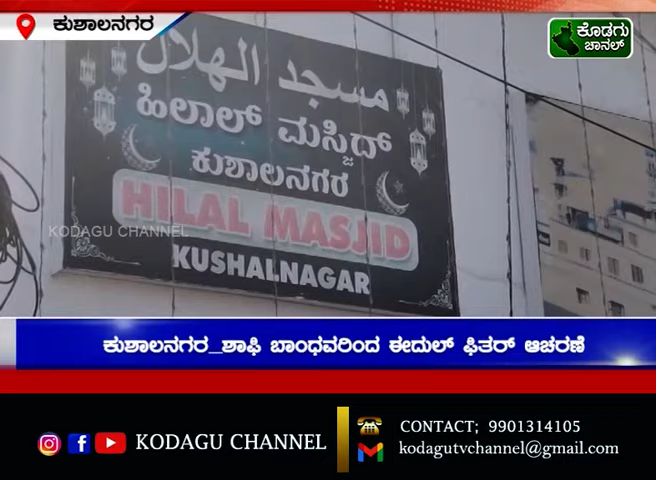 ಕುಶಾಲನಗರ
ಕೊಡಗು
ಚಾನಲ್
مسجد الهلال
ಹಿಲಾಲ್ ಮಸ್ಜಿದ್
ಕುಶಾಲನಗರ
HILAL MASJID
KUSHALNAGAR
KODAGU CHANNEL
ಕುಶಾಲನಗರ_ಶಾಫಿ ಬಾಂಧವರಿಂದ ಈದುಲ್ ಫಿತರ್ ಆಚರಣೆ
KODAGU CHANNEL
CONTACT; 9901314105
kodagutvchannel@gmail.com